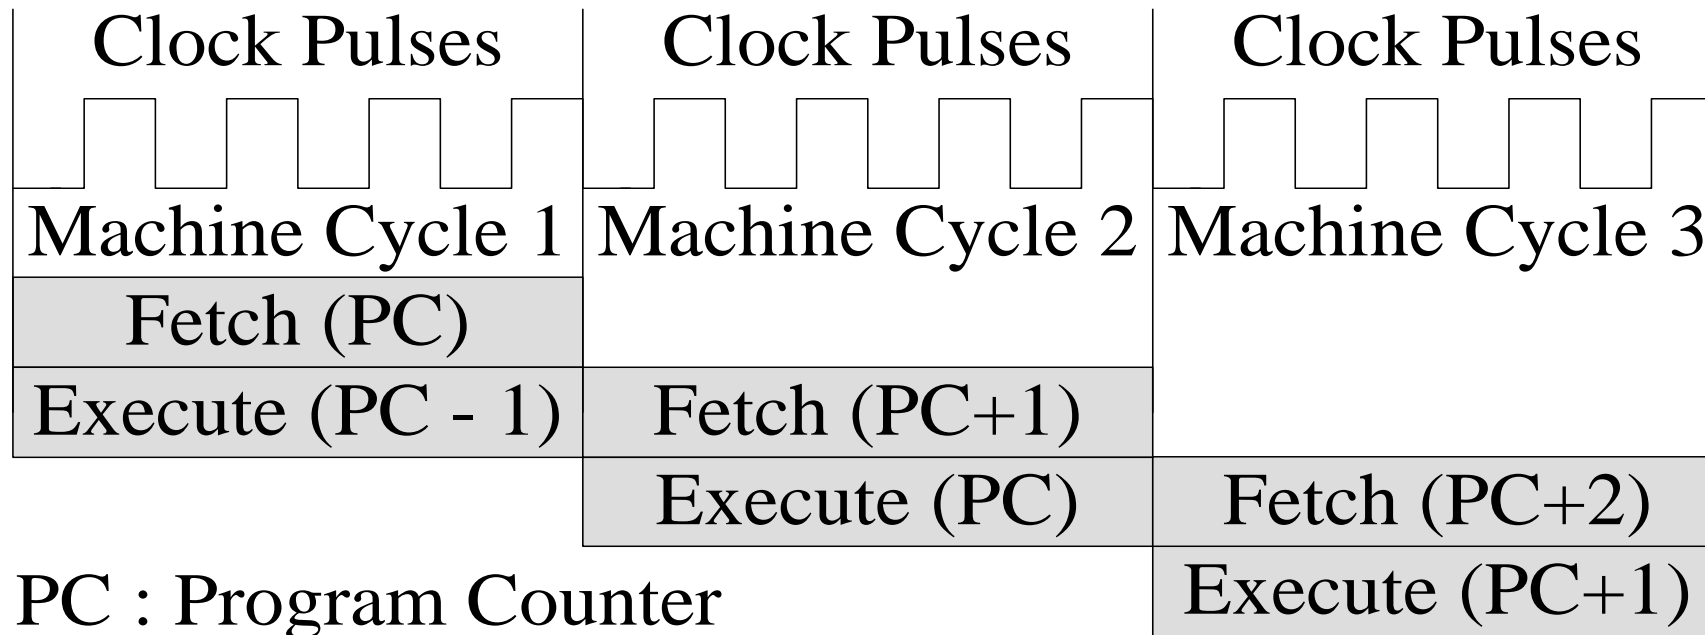 Clock Pulses Clock Pulses Clock Pulses
Machine Cycle 1 Machine Cycle 2 Machine Cycle 3
Fetch (PC)
Execute (PC - 1) Fetch (PC+1)
Execute (PC) Fetch (PC+2)
PC : Program Counter Execute (PC+1)